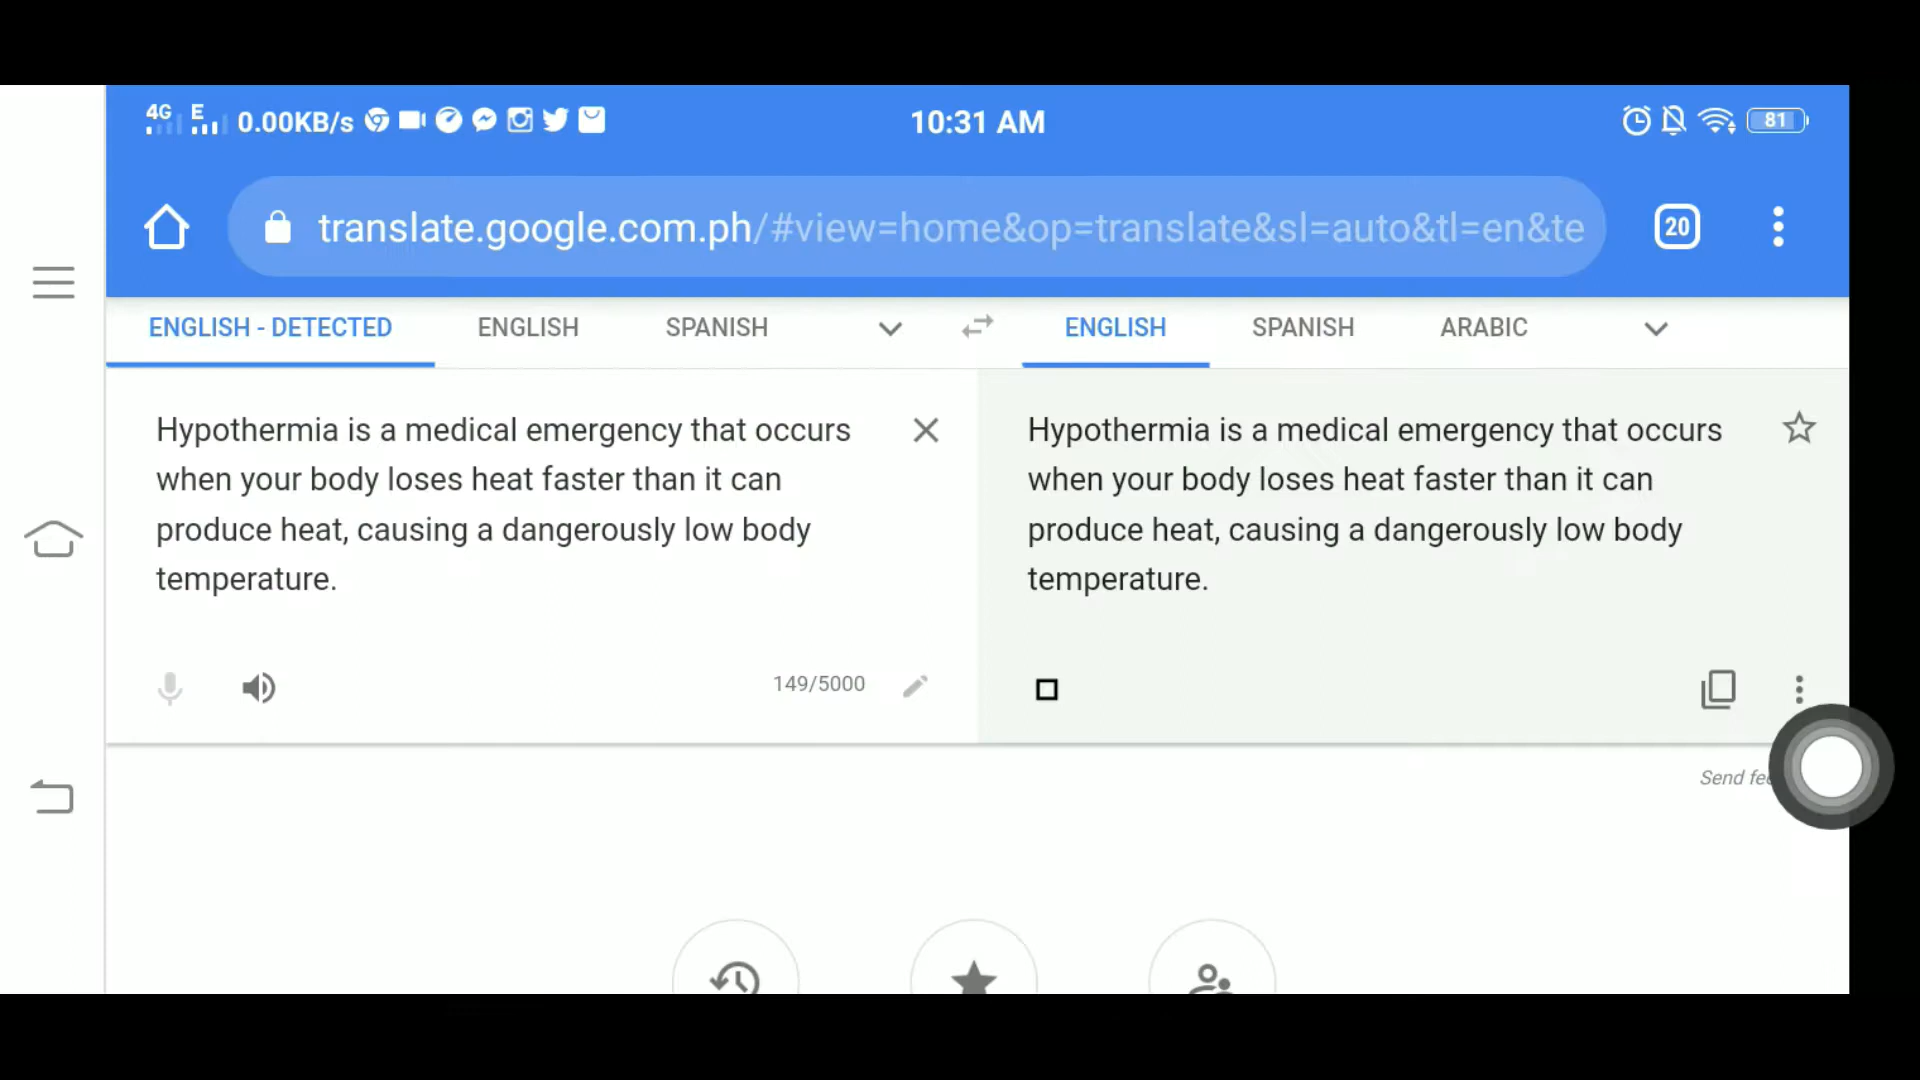 4G E 0.00KB/s 10:31 AM 81
translate.google.com.ph/#view=home&op=translate&sl=auto&tl=en&te 20
ENGLISH - DETECTED ENGLISH SPANISH ENGLISH SPANISH ARABIC
Hypothermia is a medical emergency that occurs
when your body loses heat faster than it can
produce heat, causing a dangerously low body
temperature.
149/5000
Hypothermia is a medical emergency that occurs
when your body loses heat faster than it can
produce heat, causing a dangerously low body
temperature.
Send fee